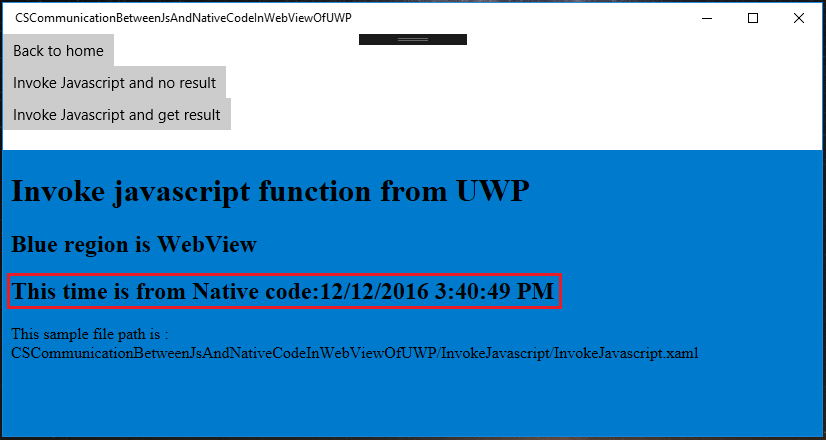 CSCommunicationBetweenJsAndNativeCodeInWebViewOfUWP
Back to home
Invoke Javascript and no result
Invoke Javascript and get result
Invoke javascript function from UWP
Blue region is WebView
This time is from Native code:12/12/2016 3:40:49 PM
This sample file path is :
CSCommunicationBetweenJsAndNativeCodeInWebViewOfUWP/InvokeJavascript/InvokeJavascript.xaml